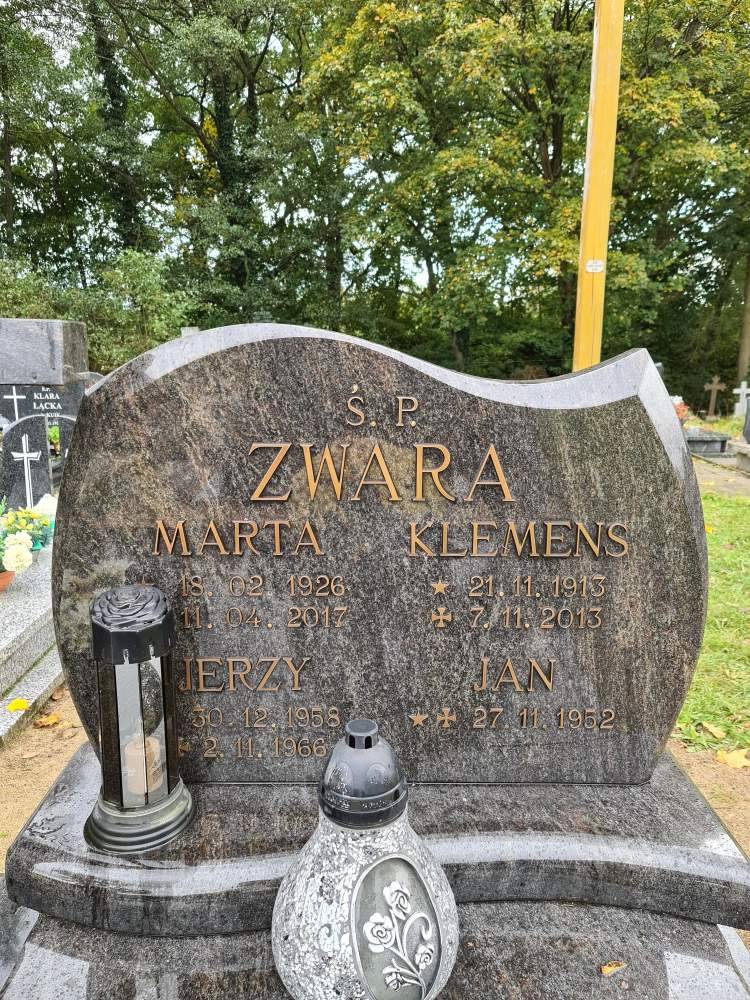 Ś. P.
ZWARA
MARTA
18. 02. 1926
11. 04. 2017
KLEMENS
21. 11. 1913
7. 11. 2013
JERZY
30. 12. 1958
2. 11. 1966
JAN
27. 11. 1952
KLARA
ŁĄCKA